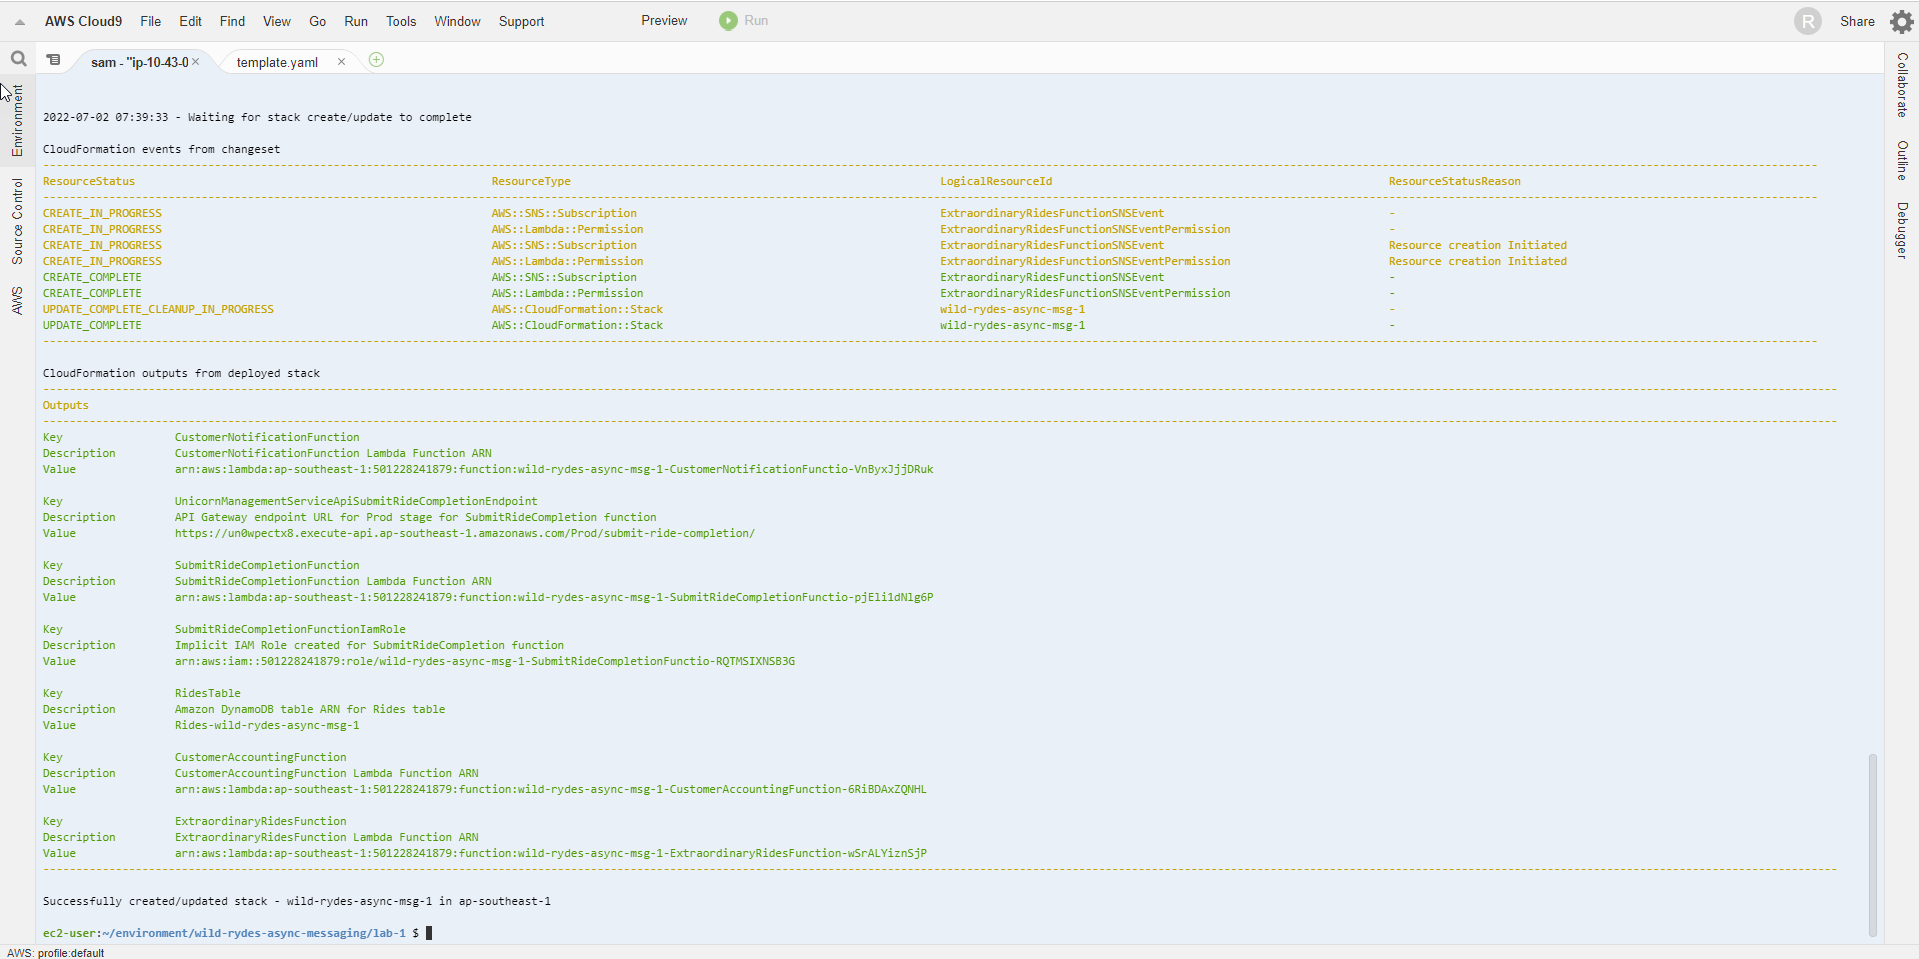 AWS Cloud9 File Edit Find View Go Run Tools Window Support Preview Run R Share
sam - "ip-10-43-0 × template.yaml ×
Environment
Source Control
AWS
Collaborate
Outline
Debugger
2022-07-02 07:39:33 - Waiting for stack create/update to complete
CloudFormation events from changeset
ResourceStatus ResourceType LogicalResourceId ResourceStatusReason
CREATE_IN_PROGRESS AWS::SNS::Subscription ExtraordinaryRidesFunctionSNSEvent -
CREATE_IN_PROGRESS AWS::Lambda::Permission ExtraordinaryRidesFunctionSNSEventPermission -
CREATE_IN_PROGRESS AWS::SNS::Subscription ExtraordinaryRidesFunctionSNSEvent Resource creation Initiated
CREATE_IN_PROGRESS AWS::Lambda::Permission ExtraordinaryRidesFunctionSNSEventPermission Resource creation Initiated
CREATE_COMPLETE AWS::SNS::Subscription ExtraordinaryRidesFunctionSNSEvent -
CREATE_COMPLETE AWS::Lambda::Permission ExtraordinaryRidesFunctionSNSEventPermission -
UPDATE_COMPLETE_CLEANUP_IN_PROGRESS AWS::CloudFormation::Stack wild-rydes-async-msg-1 -
UPDATE_COMPLETE AWS::CloudFormation::Stack wild-rydes-async-msg-1 -
CloudFormation outputs from deployed stack
Outputs
Key CustomerNotificationFunction
Description CustomerNotificationFunction Lambda Function ARN
Value arn:aws:lambda:ap-southeast-1:501228241879:function:wild-rydes-async-msg-1-CustomerNotificationFunctio-VnByxJjjDRuk
Key UnicornManagementServiceApiSubmitRideCompletionEndpoint
Description API Gateway endpoint URL for Prod stage for SubmitRideCompletion function
Value https://un0wpectx8.execute-api.ap-southeast-1.amazonaws.com/Prod/submit-ride-completion/
Key SubmitRideCompletionFunction
Description SubmitRideCompletionFunction Lambda Function ARN
Value arn:aws:lambda:ap-southeast-1:501228241879:function:wild-rydes-async-msg-1-SubmitRideCompletionFunctio-pjEli1dNlg6P
Key SubmitRideCompletionFunctionIamRole
Description Implicit IAM Role created for SubmitRideCompletion function
Value arn:aws:iam::501228241879:role/wild-rydes-async-msg-1-SubmitRideCompletionFunctio-RQTMSIXNSB3G
Key RidesTable
Description Amazon DynamoDB table ARN for Rides table
Value Rides-wild-rydes-async-msg-1
Key CustomerAccountingFunction
Description CustomerAccountingFunction Lambda Function ARN
Value arn:aws:lambda:ap-southeast-1:501228241879:function:wild-rydes-async-msg-1-CustomerAccountingFunction-6RiBDAxZQNHL
Key ExtraordinaryRidesFunction
Description ExtraordinaryRidesFunction Lambda Function ARN
Value arn:aws:lambda:ap-southeast-1:501228241879:function:wild-rydes-async-msg-1-ExtraordinaryRidesFunction-wSrALYiznSjP
Successfully created/updated stack - wild-rydes-async-msg-1 in ap-southeast-1
ec2-user:~/environment/wild-rydes-async-messaging/lab-1 $
AWS: profile:default